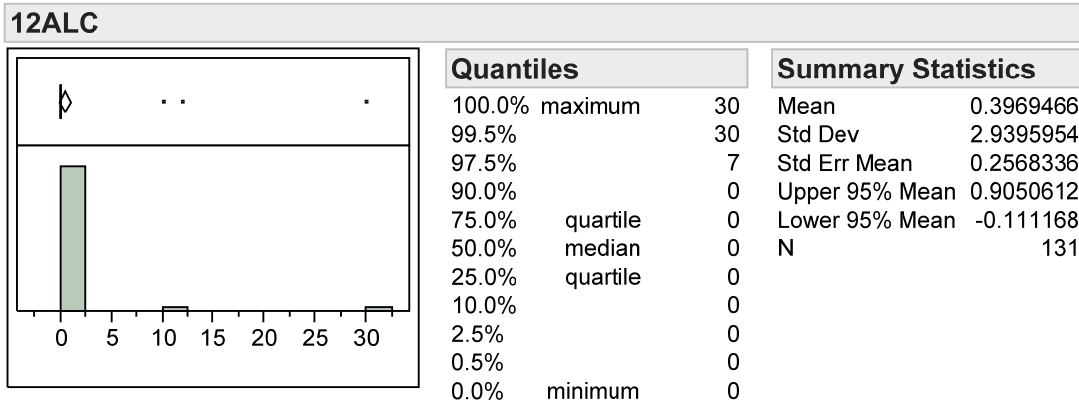 12ALC
0 5 10 15 20 25 30
Quantiles
100.0% maximum 30
99.5% 30
97.5% 7
90.0% 0
75.0% quartile 0
50.0% median 0
25.0% quartile 0
10.0% 0
2.5% 0
0.5% 0
0.0% minimum 0
Summary Statistics
Mean 0.3969466
Std Dev 2.9395954
Std Err Mean 0.2568336
Upper 95% Mean 0.9050612
Lower 95% Mean -0.111168
N 131